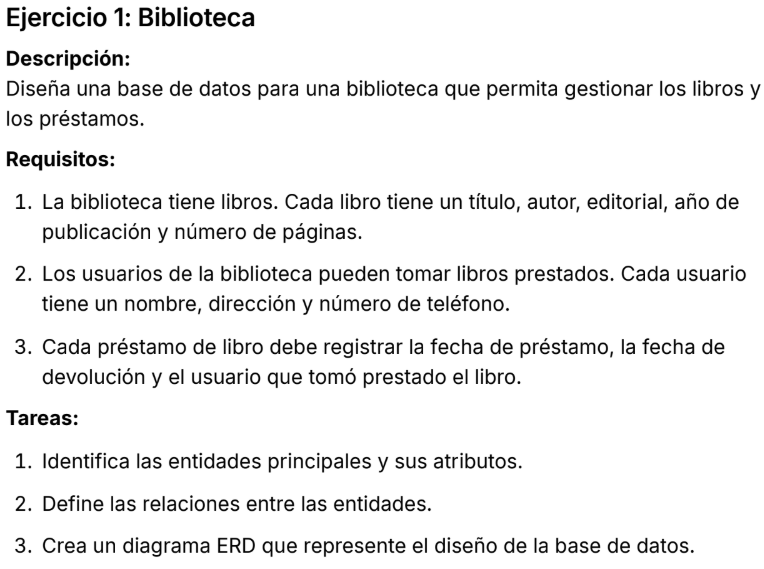 Ejercicio 1: Biblioteca
Descripción:
Diseña una base de datos para una biblioteca que permita gestionar los libros y
los préstamos.
Requisitos:
1. La biblioteca tiene libros. Cada libro tiene un título, autor, editorial, año de
publicación y número de páginas.
2. Los usuarios de la biblioteca pueden tomar libros prestados. Cada usuario
tiene un nombre, dirección y número de teléfono.
3. Cada préstamo de libro debe registrar la fecha de préstamo, la fecha de
devolución y el usuario que tomó prestado el libro.
Tareas:
1. Identifica las entidades principales y sus atributos.
2. Define las relaciones entre las entidades.
3. Crea un diagrama ERD que represente el diseño de la base de datos.